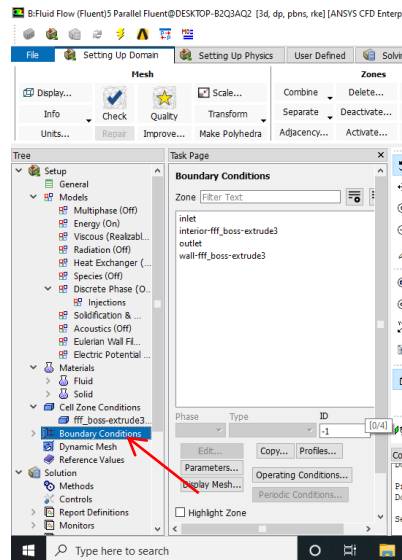 B:Fluid Flow (Fluent)5 Parallel Fluent@DESKTOP-B2Q3AQ2 [3d, dp, pbns, rke] [ANSYS CFD Enterp
File Setting Up Domain Setting Up Physics User Defined Solvi
Mesh Zones
Display... Scale... Combine Delete...
Info Check Quality Transform Separate Deactivate...
Units... Repair Improve... Make Polyhedra Adjacency... Activate...
Tree Task Page
Setup
General
Models
Multiphase (Off)
Energy (On)
Viscous (Realizabl...
Radiation (Off)
Heat Exchanger (...
Species (Off)
Discrete Phase (O...
Injections
Solidification & ...
Acoustics (Off)
Eulerian Wall Fil...
Electric Potential ...
Materials
Fluid
Solid
Cell Zone Conditions
fff_boss-extrude3...
Boundary Conditions
Dynamic Mesh
Reference Values
Solution
Methods
Controls
Report Definitions
Monitors
Boundary Conditions
Zone Filter Text
inlet
interior-fff_boss-extrude3
outlet
wall-fff_boss-extrude3
Phase Type ID
-1
[0/4]
Edit... Copy... Profiles...
Parameters... Operating Conditions...
Display Mesh... Periodic Conditions...
Highlight Zone
Co
Se
Type here to search